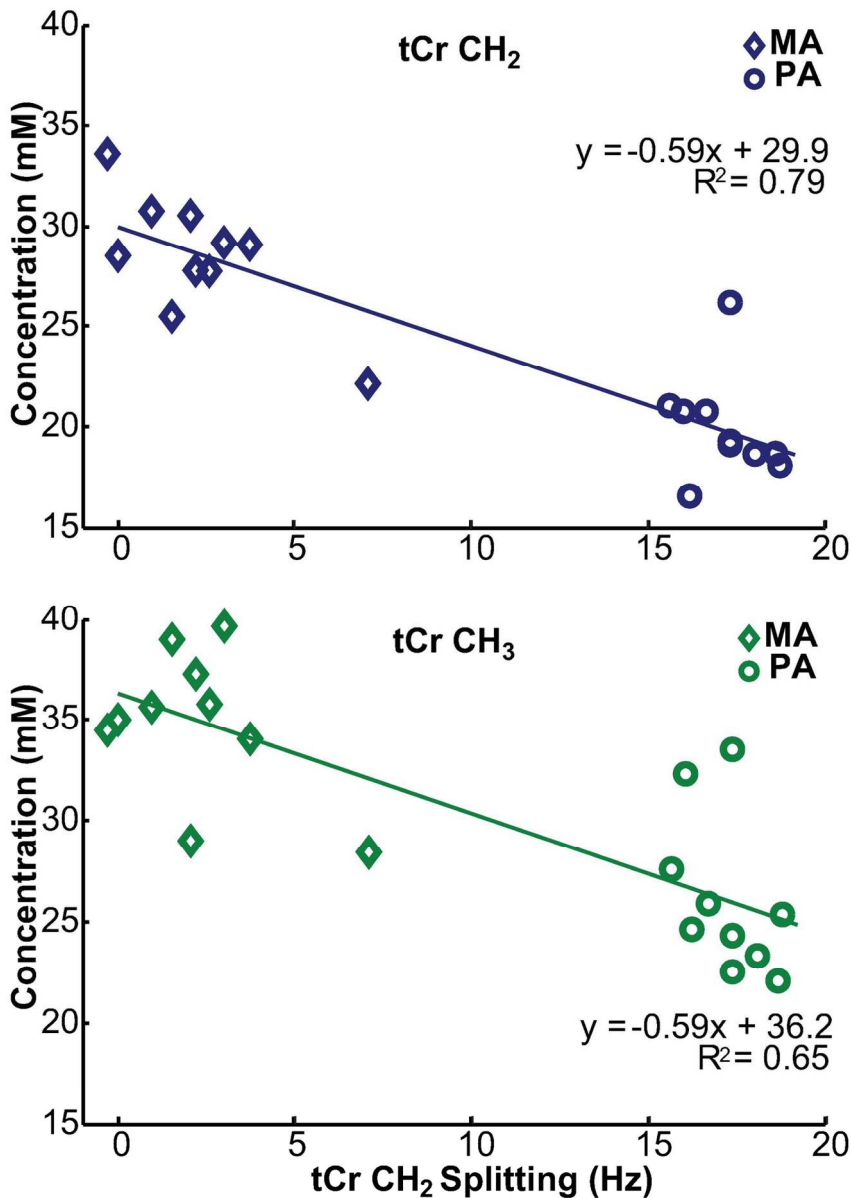 40
35
30
25
20
15
Concentration (mM)
tCr CH₂
MA
PA
y = -0.59x + 29.9
R² = 0.79
0 5 10 15 20
40
35
30
25
20
15
Concentration (mM)
tCr CH₃
MA
PA
y = -0.59x + 36.2
R² = 0.65
0 5 10 15 20
tCr CH₂ Splitting (Hz)